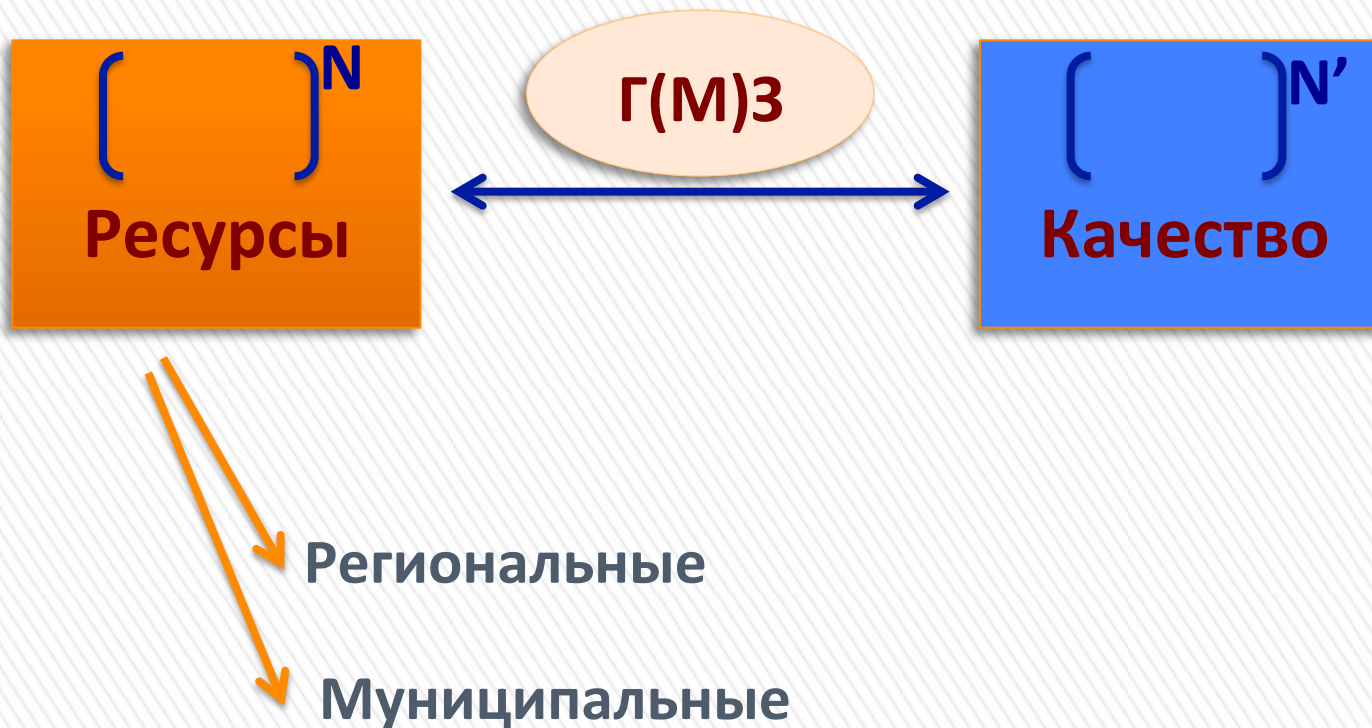 N
Ресурсы
Г(М)З
N’
Качество
Региональные
Муниципальные